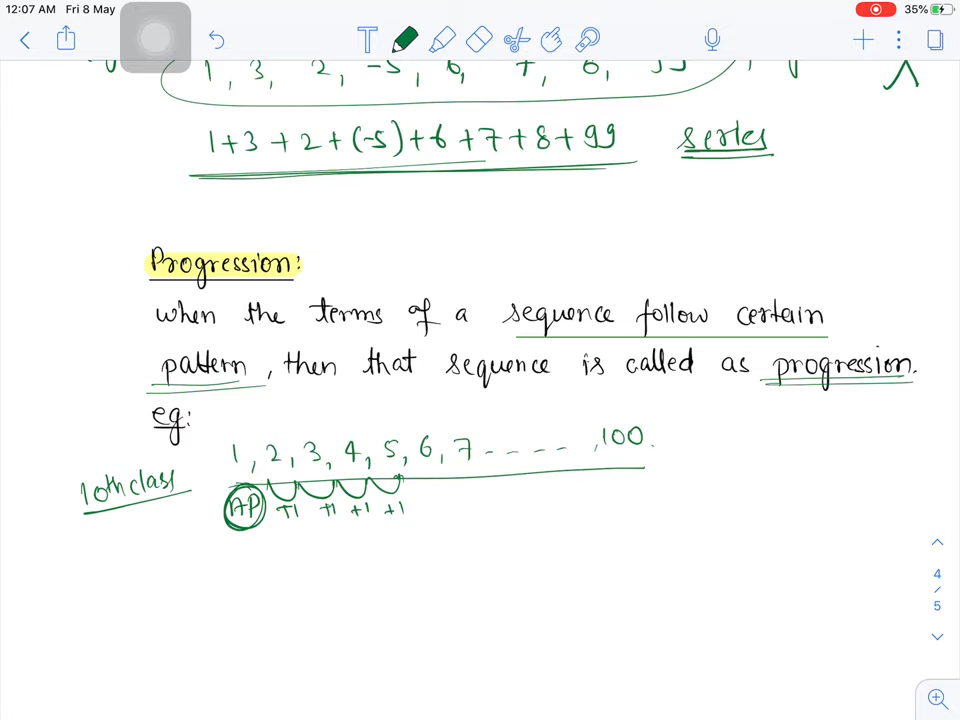 12:07 AM Fri 8 May 35%
T
1, 3, 2, -5, 6, 7, 8, 99
1+3+2+(-5)+6+7+8+99 series
Progression:
when the terms of a sequence follow certain
pattern, then that sequence is called as progression.
eg:
1, 2, 3, 4, 5, 6, 7 - - - - - -, 100.
10th class
AP +1 +1 +1 +1
4
/
5